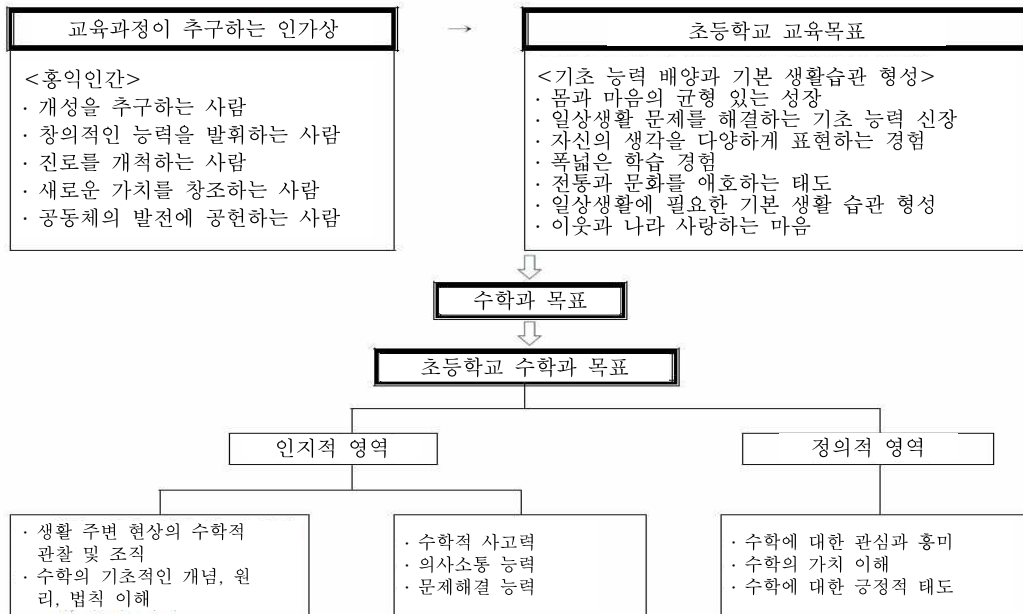 교육과정이 추구하는 인가상
→
초등학교 교육목표
<홍익인간>
· 개성을 추구하는 사람
· 창의적인 능력을 발휘하는 사람
· 진로를 개척하는 사람
· 새로운 가치를 창조하는 사람
· 공동체의 발전에 공헌하는 사람
<기초 능력 배양과 기본 생활습관 형성>
· 몸과 마음의 균형 있는 성장
· 일상생활 문제를 해결하는 기초 능력 신장
· 자신의 생각을 다양하게 표현하는 경험
· 폭넓은 학습 경험
· 전통과 문화를 애호하는 태도
· 일상생활에 필요한 기본 생활 습관 형성
· 이웃과 나라 사랑하는 마음
수학과 목표
초등학교 수학과 목표
인지적 영역
정의적 영역
· 생활 주변 현상의 수학적
관찰 및 조직
· 수학의 기초적인 개념, 원
리, 법칙 이해
· 수학적 사고력
· 의사소통 능력
· 문제해결 능력
· 수학에 대한 관심과 흥미
· 수학의 가치 이해
· 수학에 대한 긍정적 태도